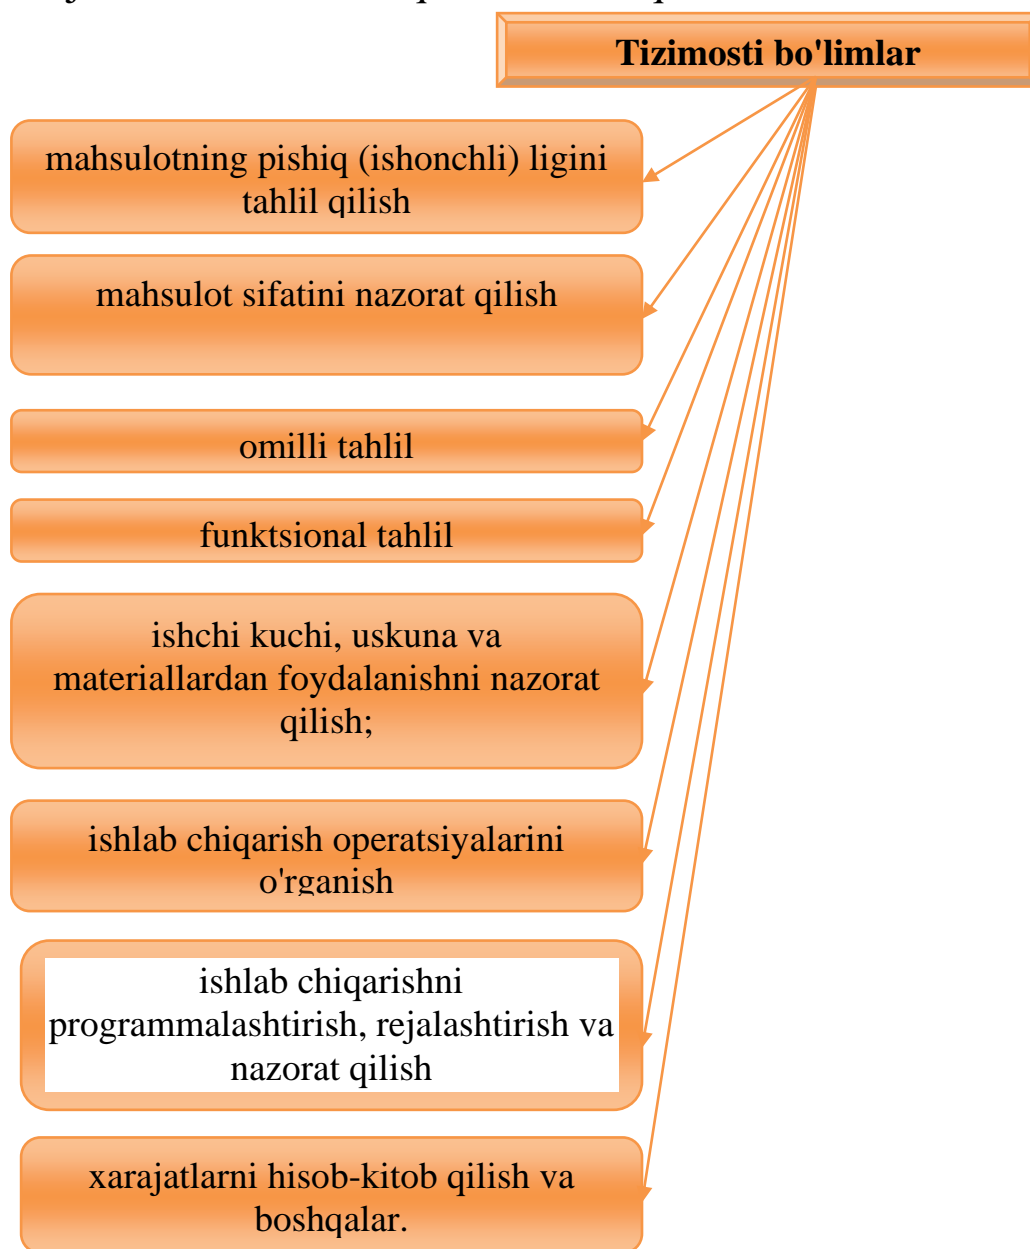 Tizimosti bo'limlar
mahsulotning pishiq (ishonchli) ligini
tahlil qilish
mahsulot sifatini nazorat qilish
omilli tahlil
funktsional tahlil
ishchi kuchi, uskuna va
materiallardan foydalanishni nazorat
qilish;
ishlab chiqarish operatsiyalarini
o'rganish
ishlab chiqarishni
programmalashtirish, rejalashtirish va
nazorat qilish
xarajatlarni hisob-kitob qilish va
boshqalar.